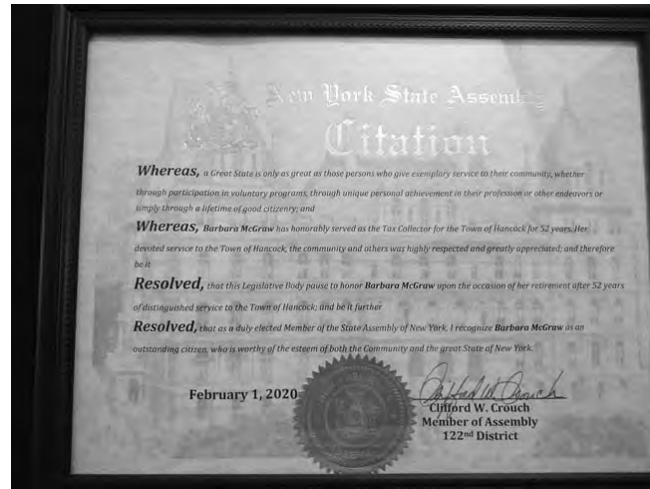 New York State Assembly
Citation
Whereas, a Great State is only as great as those persons who give exemplary service to their community, whether
through participation in voluntary programs, through unique personal achievement in their profession or other endeavors or
simply through a lifetime of good citizenry; and
Whereas, Barbara McGraw has honorably served as the Tax Collector for the Town of Hancock for 52 years. Her
devoted service to the Town of Hancock, the community and others was highly respected and greatly appreciated; and therefore
be it
Resolved, that this Legislative Body pause to honor Barbara McGraw upon the occasion of her retirement after 52 years
of distinguished service to the Town of Hancock; and be it further
Resolved, that as a duly elected Member of the State Assembly of New York, I recognize Barbara McGraw as an
outstanding citizen, who is worthy of the esteem of both the Community and the great State of New York.
February 1, 2020
Clifford W. Crouch
Clifford W. Crouch
Member of Assembly
122nd District